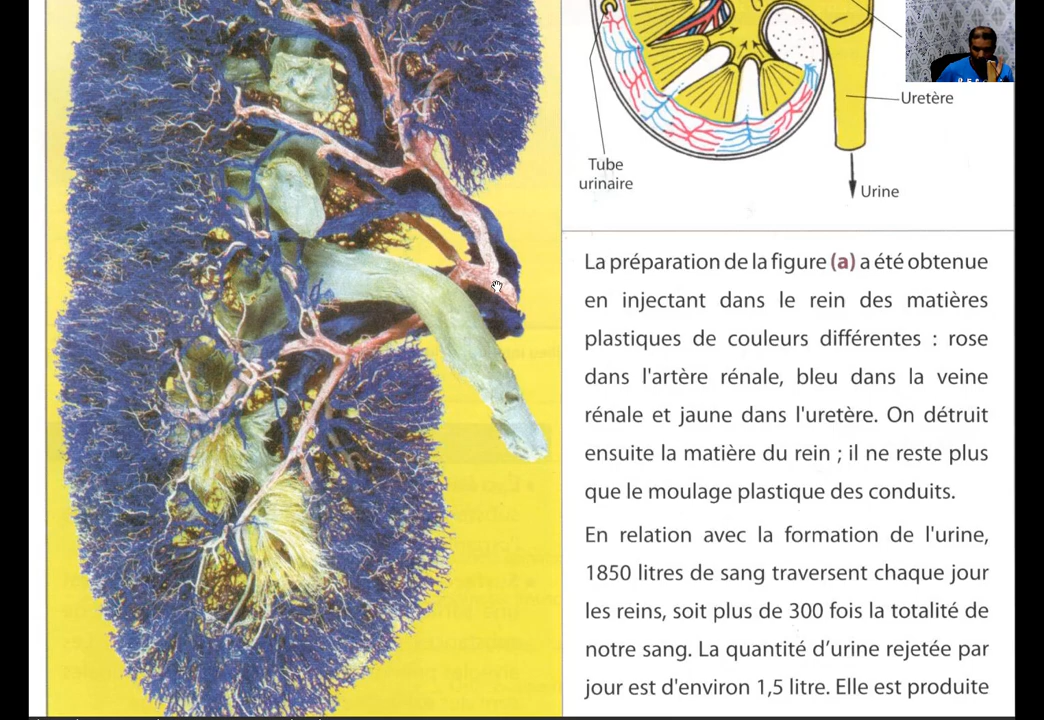 Uretère
Tube
urinaire
Urine
La préparation de la figure (a) a été obtenue
en injectant dans le rein des matières
plastiques de couleurs différentes : rose
dans l'artère rénale, bleu dans la veine
rénale et jaune dans l'uretère. On détruit
ensuite la matière du rein ; il ne reste plus
que le moulage plastique des conduits.
En relation avec la formation de l'urine,
1850 litres de sang traversent chaque jour
les reins, soit plus de 300 fois la totalité de
notre sang. La quantité d'urine rejetée par
jour est d'environ 1,5 litre. Elle est produite